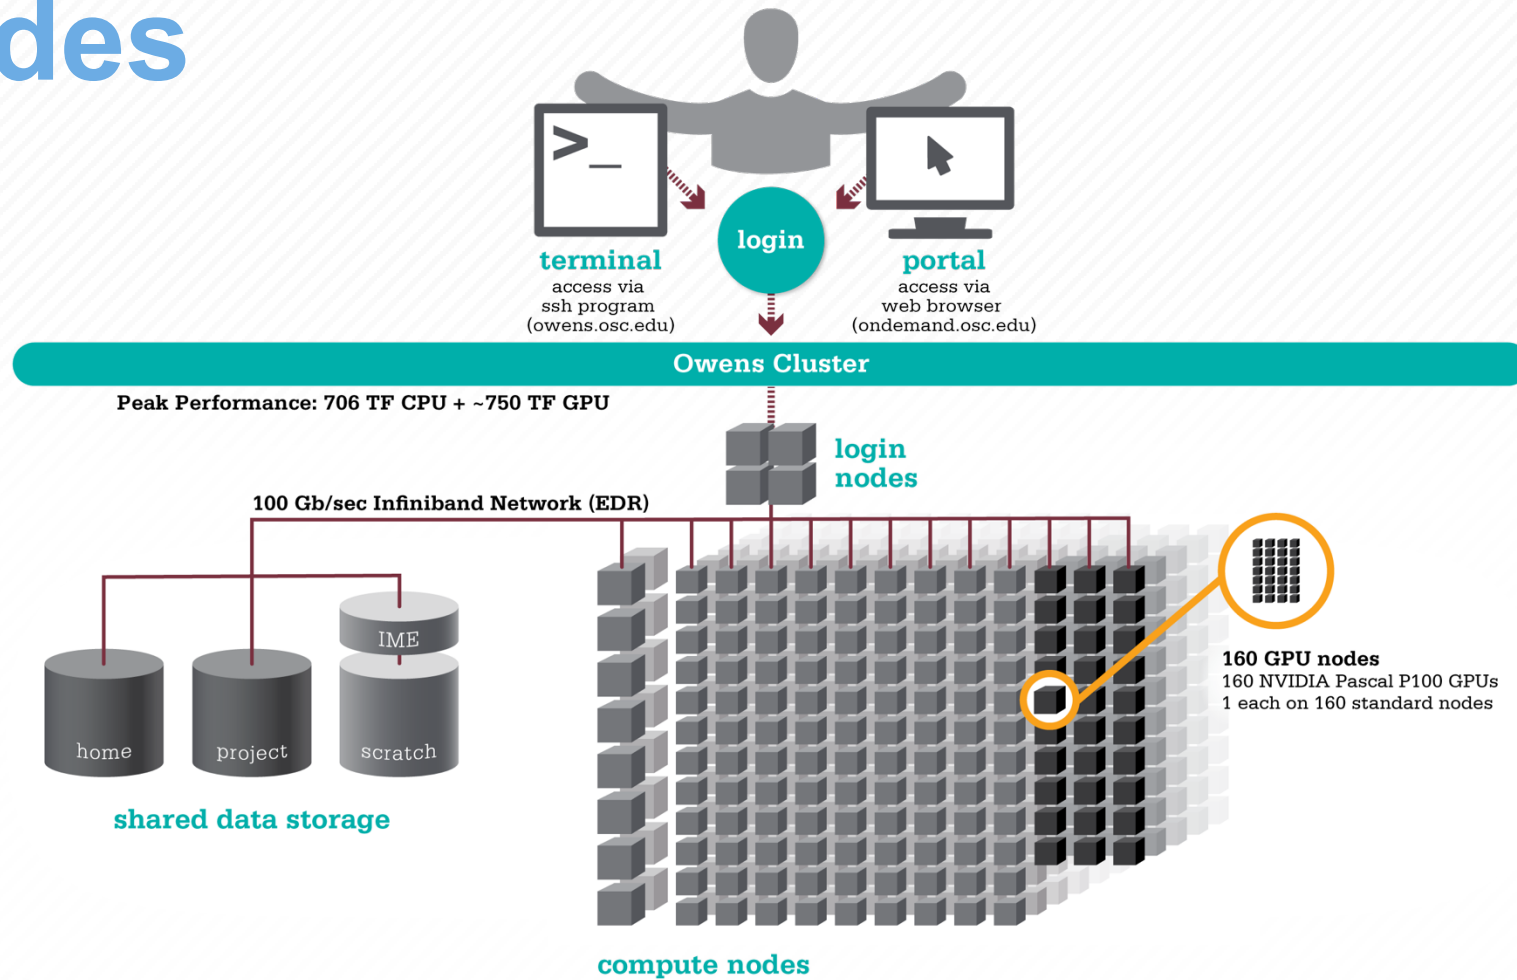 des
>_
login
terminal
access via
ssh program
(owens.osc.edu)
portal
access via
web browser
(ondemand.osc.edu)
Owens Cluster
Peak Performance: 706 TF CPU + ~750 TF GPU
login
nodes
100 Gb/sec Infiniband Network (EDR)
IME
home
project
scratch
shared data storage
160 GPU nodes
160 NVIDIA Pascal P100 GPUs
1 each on 160 standard nodes
compute nodes